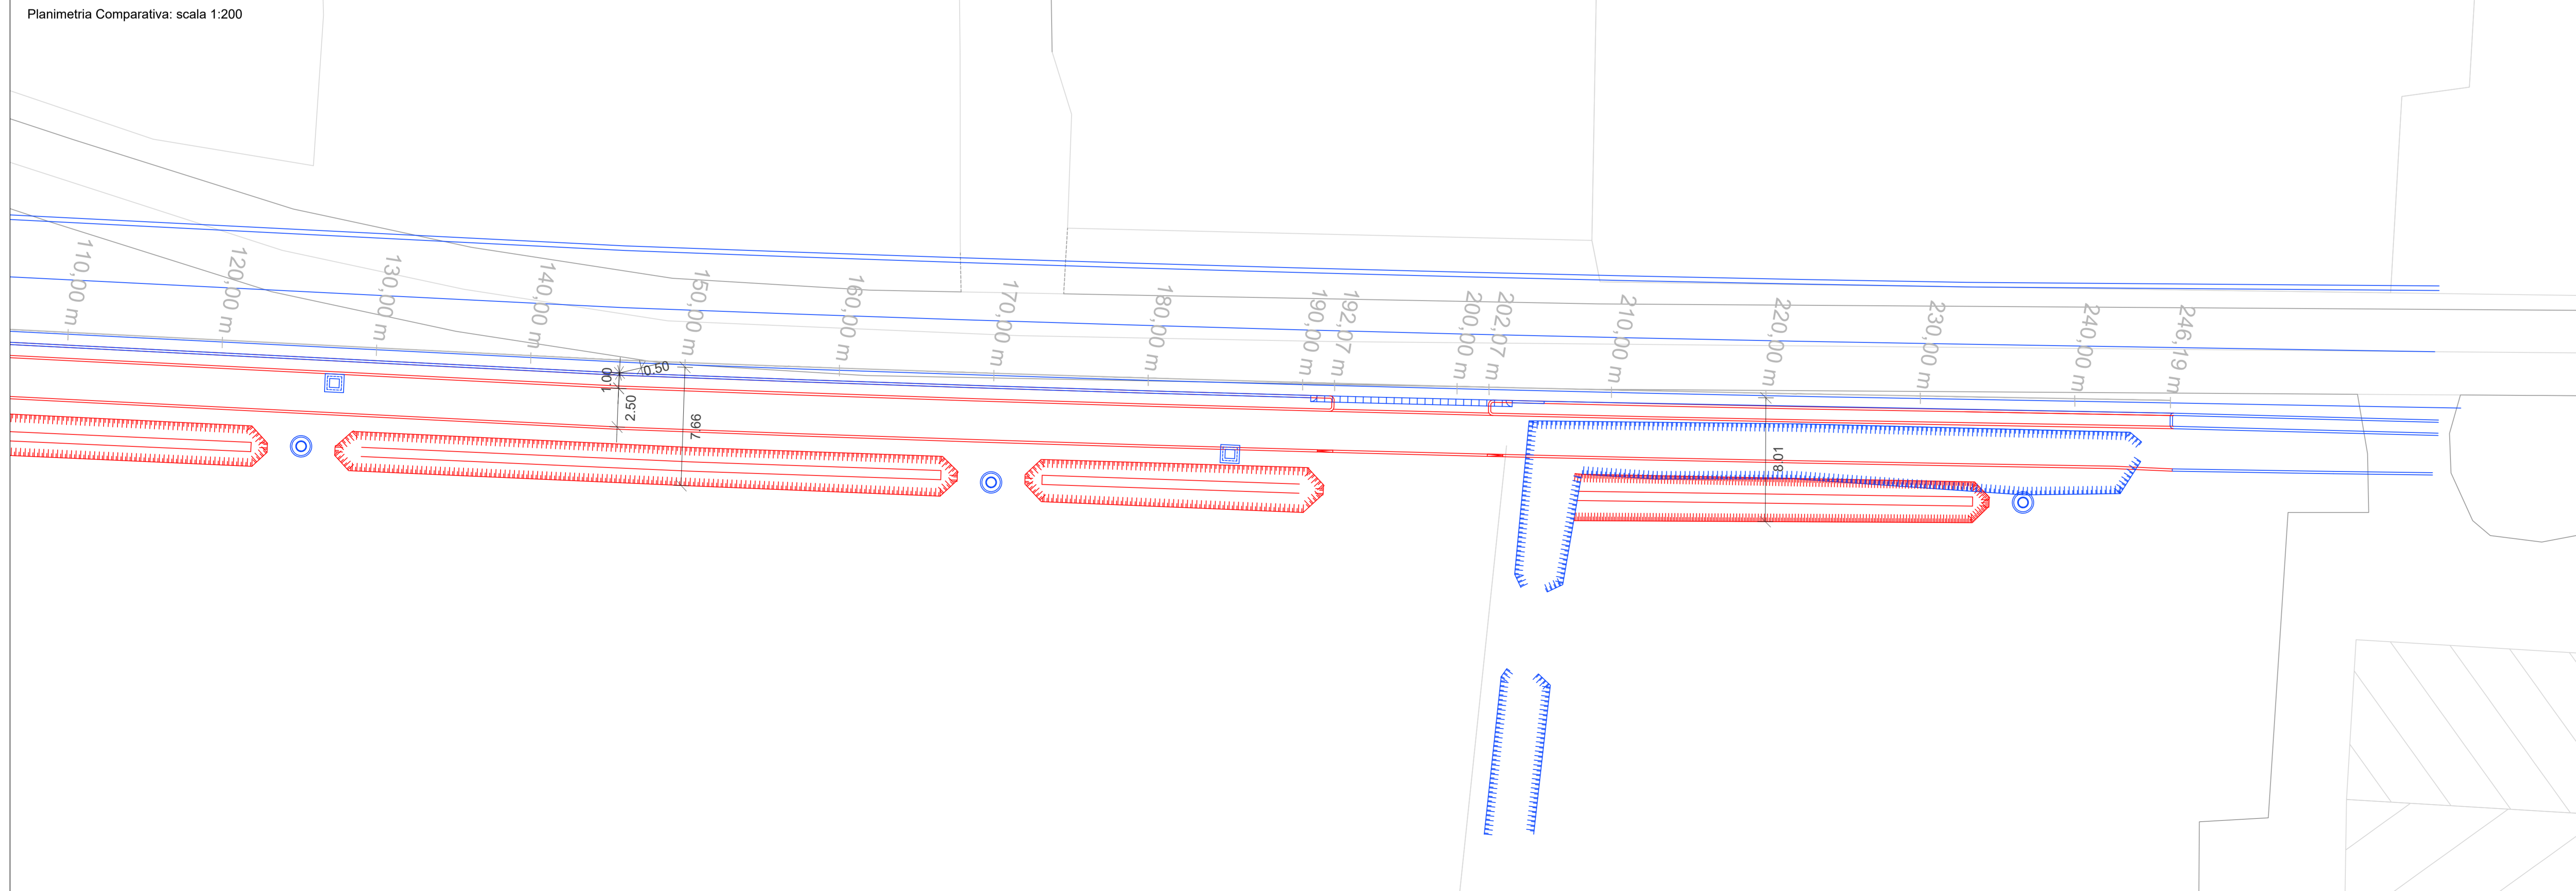 Planimetria Comparativa: scala 1:200
110,00 m
120,00 m
130,00 m
140,00 m
150,00 m
160,00 m
170,00 m
180,00 m
190,00 m
192,07 m
200,00 m
202,07 m
210,00 m
220,00 m
230,00 m
240,00 m
246,19 m
1.00
0.50
2.50
7.66
8.01